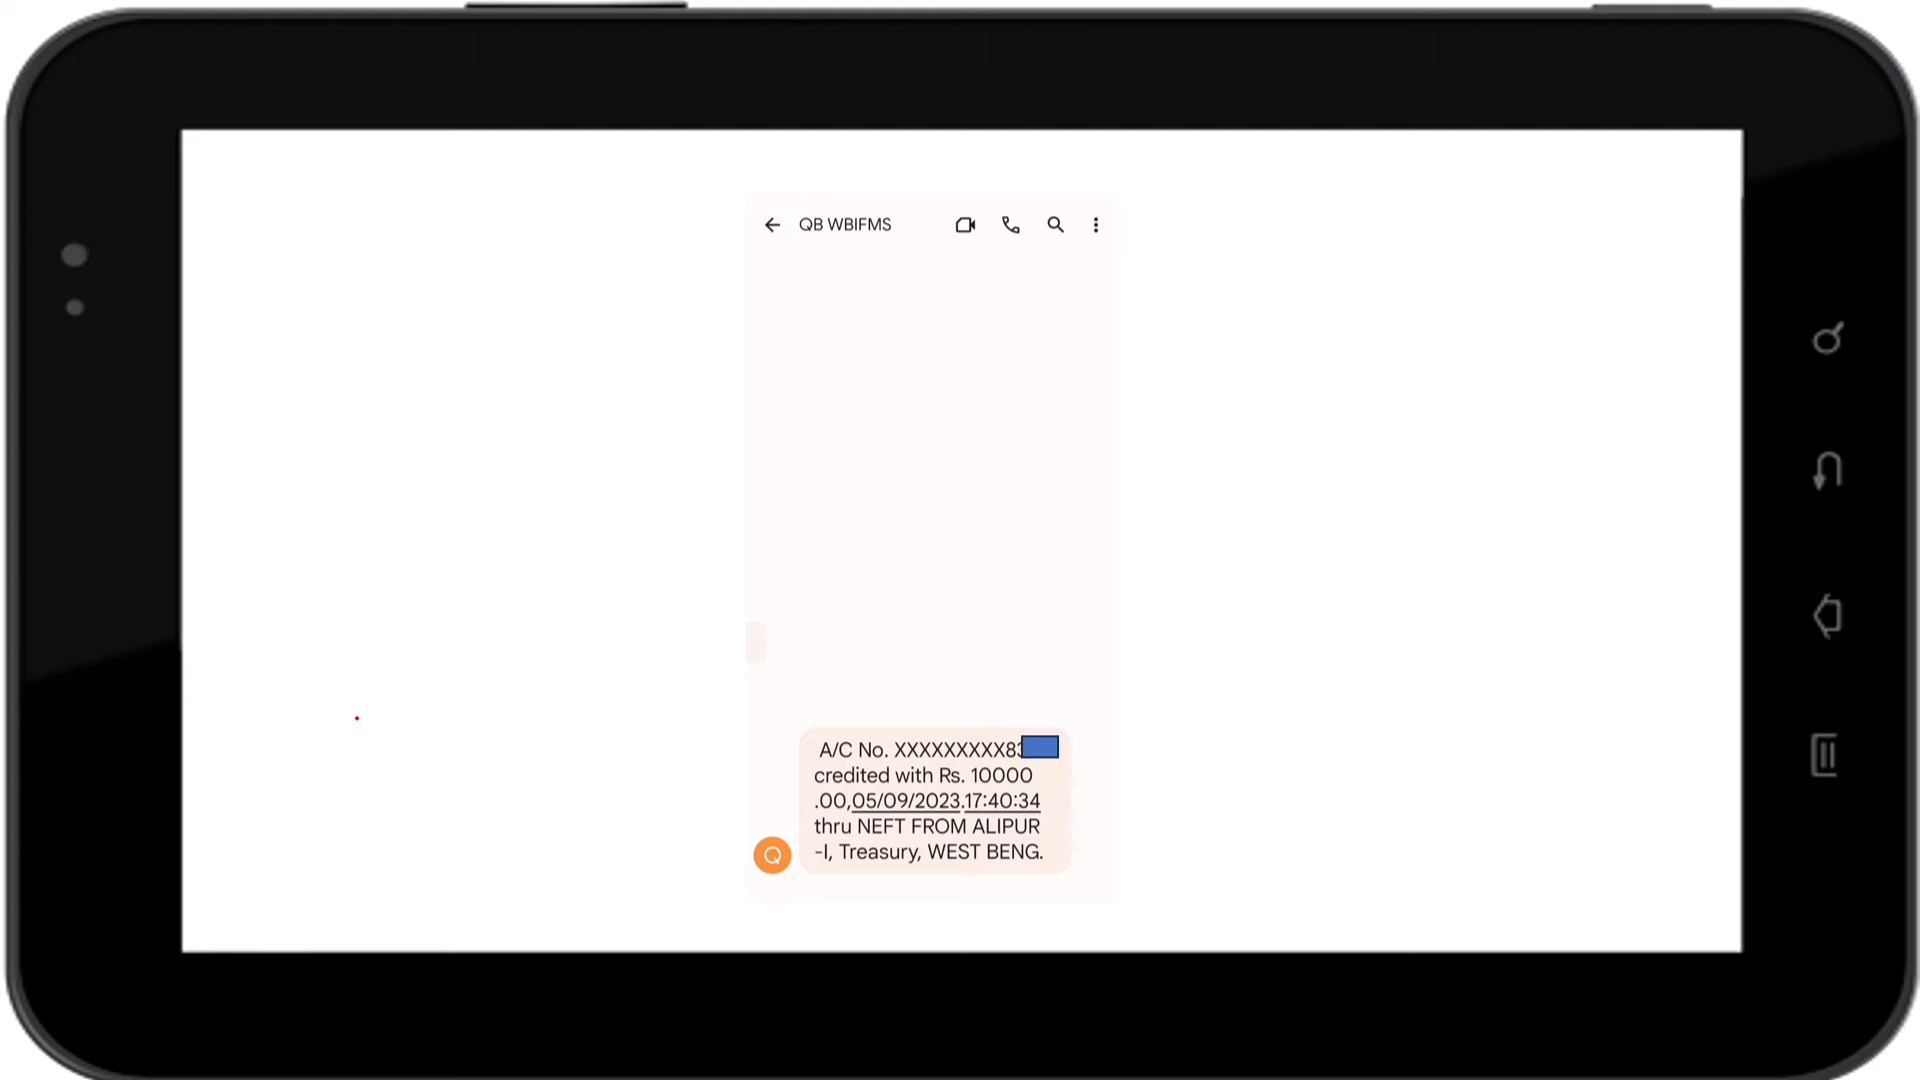 QB WBIFMS
A/C No. XXXXXXXXX83
credited with Rs. 10000
.00,05/09/2023.17:40:34
thru NEFT FROM ALIPUR
-I, Treasury, WEST BENG.
Q